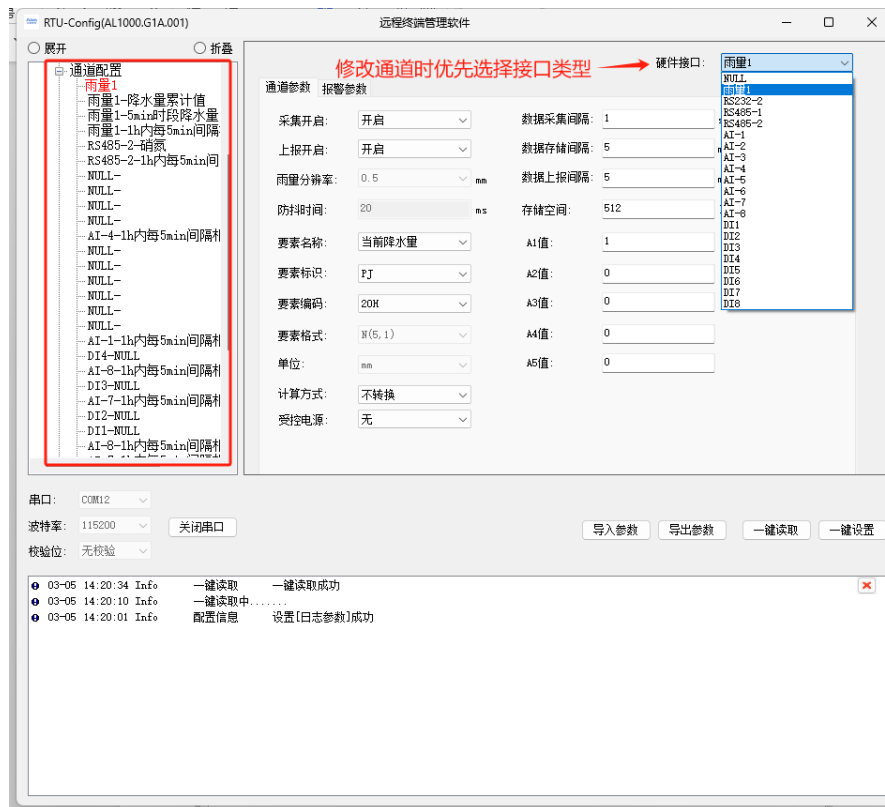 RTU-Config(AL1000.G1A.001)
远程终端管理软件
展开
折叠
通道配置
雨量1
雨量1-降水量累计值
雨量1-5min时段降水量
雨量1-1h内每5min间隔
RS485-2-硝氮
RS485-2-1h内每5min间
NULL-
NULL-
NULL-
NULL-
AI-4-1h内每5min间隔
NULL-
NULL-
NULL-
NULL-
NULL-
NULL-
AI-1-1h内每5min间隔
DI4-NULL
AI-8-1h内每5min间隔
DI3-NULL
AI-7-1h内每5min间隔
DI2-NULL
DI1-NULL
AI-8-1h内每5min间隔
修改通道时优先选择接口类型
硬件接口:
雨量1
NULL
雨量1
RS232-2
RS485-1
RS485-2
AI-1
AI-2
AI-3
AI-4
AI-5
AI-6
AI-7
AI-8
DI1
DI2
DI3
DI4
DI5
DI6
DI7
DI8
通道参数
报警参数
采集开启: 开启
数据采集间隔: 1
上报开启: 开启
数据存储间隔: 5
雨量分辨率: 0.5 mm
数据上报间隔: 5
防抖时间: 20 ms
存储空间: 512
要素名称: 当前降水量
A1值: 1
要素标识: PJ
A2值: 0
要素编码: 20H
A3值: 0
要素格式: N(5,1)
A4值: 0
单位: mm
A5值: 0
计算方式: 不转换
受控电源: 无
串口: COM12
波特率: 115200
关闭串口
校验位: 无校验
导入参数
导出参数
一键读取
一键设置
03-05 14:20:34 Info 一键读取 一键读取成功
03-05 14:20:10 Info 一键读取中.......
03-05 14:20:01 Info 配置信息 设置[日志参数]成功